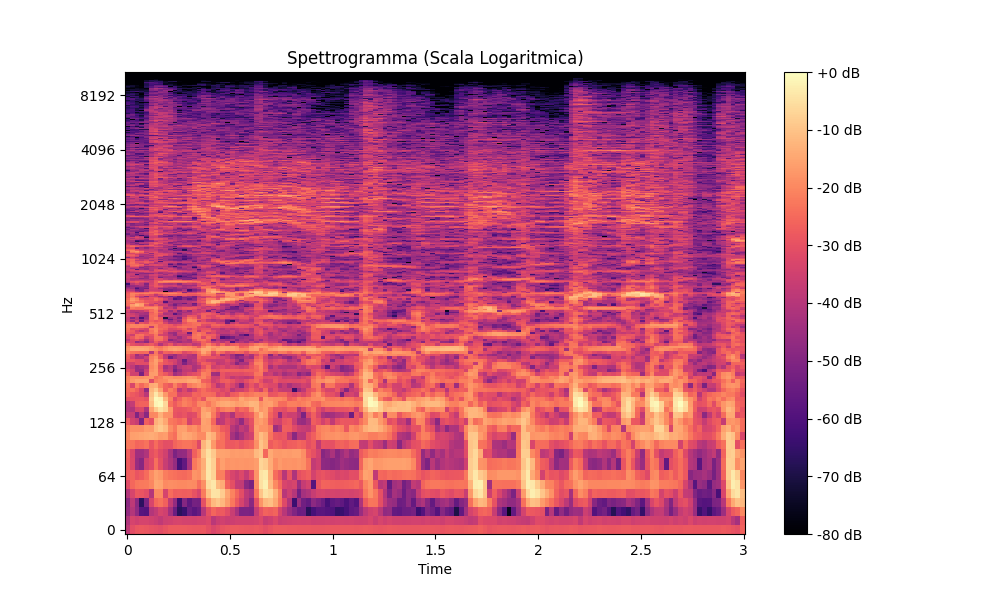 Spettrogramma (Scala Logaritmica)
8192
4096
2048
1024
512
256
128
64
0
Hz
0
0.5
1
1.5
2
2.5
3
Time
+0 dB
-10 dB
-20 dB
-30 dB
-40 dB
-50 dB
-60 dB
-70 dB
-80 dB